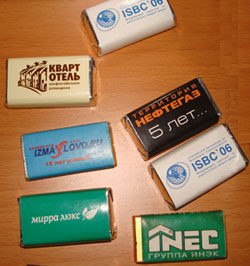 ISBC'06
КВАРТ
ОТЕЛЬ
ТЕРРИТОРИЯ
НЕФТЕГАЗ
5 лет...
IZMAYLOVO.RU
ISBC'06
мирра люкс
INEC
ГРУППА ИНЭК